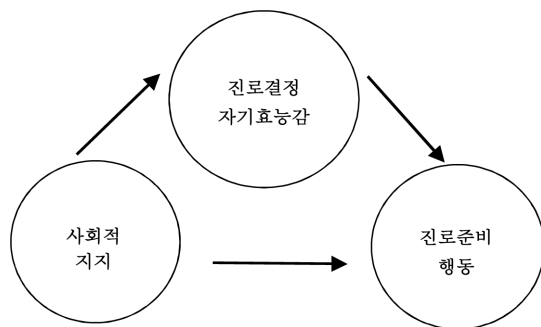 진로결정
자기효능감
사회적
지지
진로준비
행동